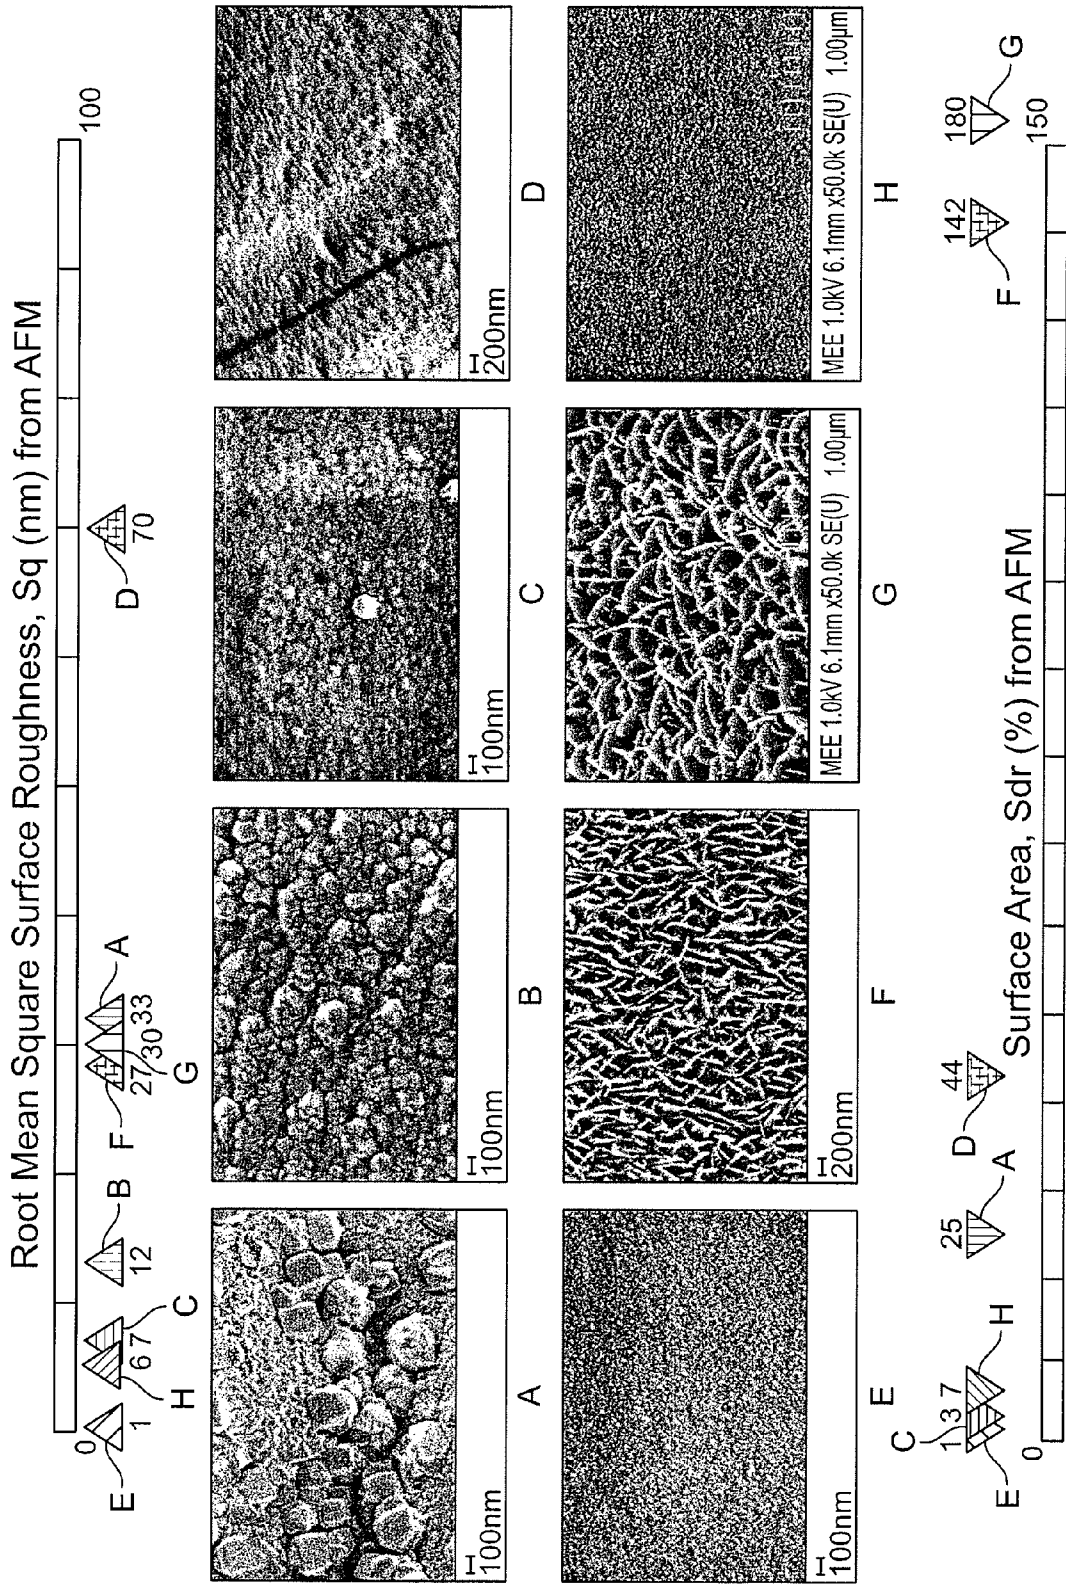 Root Mean Square Surface Roughness, Sq (nm) from AFM
0
100
E
1
H
6
7
C
12
B
F
27
G
30
33
A
D
70
100nm
A
100nm
B
100nm
C
200nm
D
100nm
E
200nm
F
MEE 1.0kV 6.1mm x50.0k SE(U) 1.00µm
G
MEE 1.0kV 6.1mm x50.0k SE(U) 1.00µm
H
C
E
1
3
7
H
25
A
D
44
F
142
180
G
0
150
Surface Area, Sdr (%) from AFM